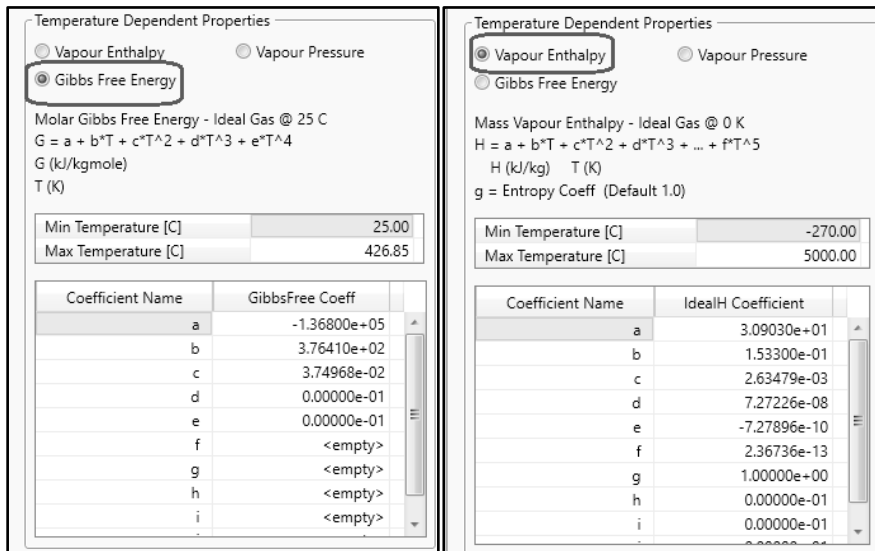 Temperature Dependent Properties
Vapour Enthalpy Vapour Pressure
Gibbs Free Energy
Molar Gibbs Free Energy - Ideal Gas @ 25 C
G = a + b*T + c*T^2 + d*T^3 + e*T^4
G (kJ/kgmole)
T (K)
Min Temperature [C] 25.00
Max Temperature [C] 426.85
Coefficient Name GibbsFree Coeff
a -1.36800e+05
b 3.76410e+02
c 3.74968e-02
d 0.00000e-01
e 0.00000e-01
f <empty>
g <empty>
h <empty>
i <empty>
Temperature Dependent Properties
Vapour Enthalpy Vapour Pressure
Gibbs Free Energy
Mass Vapour Enthalpy - Ideal Gas @ 0 K
H = a + b*T + c*T^2 + d*T^3 + ... + f*T^5
H (kJ/kg) T (K)
g = Entropy Coeff (Default 1.0)
Min Temperature [C] -270.00
Max Temperature [C] 5000.00
Coefficient Name IdealH Coefficient
a 3.09030e+01
b 1.53300e-01
c 2.63479e-03
d 7.27226e-08
e -7.27896e-10
f 2.36736e-13
g 1.00000e+00
h 0.00000e-01
i 0.00000e-01